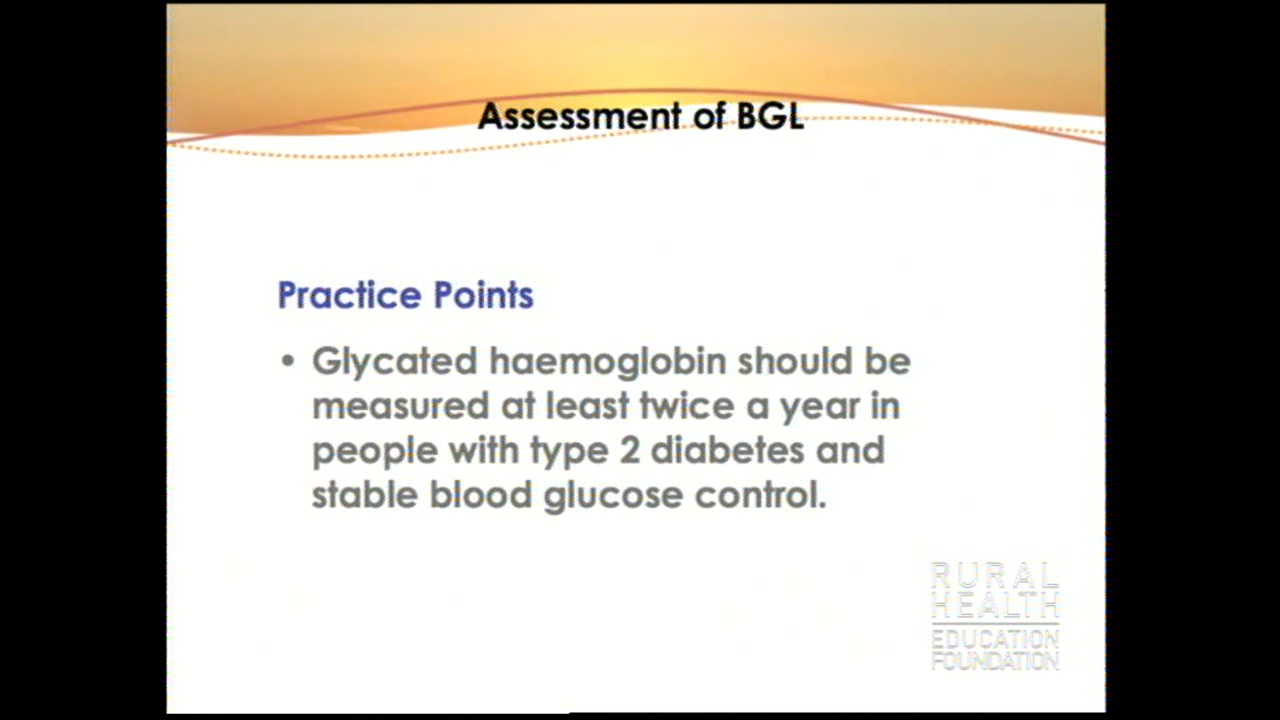 Assessment of BGL
Practice Points
• Glycated haemoglobin should be
measured at least twice a year in
people with type 2 diabetes and
stable blood glucose control.
RURAL
HEALTH
EDUCATION
FOUNDATION